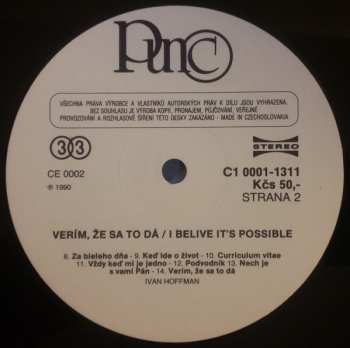 Punc
VŠECHNA PRÁVA VÝROBCE A VLASTNÍKŮ AUTORSKÝCH PRÁV K DÍLU JSOU VYHRAZENA.
BEZ SOUHLASU JE VÝROBA KOPIÍ, PRONÁJEM, PŮJČOVÁNÍ, VEŘEJNÉ
PROVOZOVÁNÍ A ROZHLASOVÉ ŠÍŘENÍ TÉTO DESKY ZAKÁZÁNO - MADE IN CZECHOSLOVAKIA
33
STEREO
CE 0002
C1 0001-1311
℗ 1990
Kčs 50,-
STRANA 2
VERÍM, ŽE SA TO DÁ / I BELIVE IT'S POSSIBLE
8. Za bieleho dňa - 9. Keď ide o život - 10. Curriculum vitae
11. Vždy keď mi je jedno - 12. Podvodník - 13. Nech je
s vami Pán - 14. Verím, že sa to dá
IVAN HOFFMAN